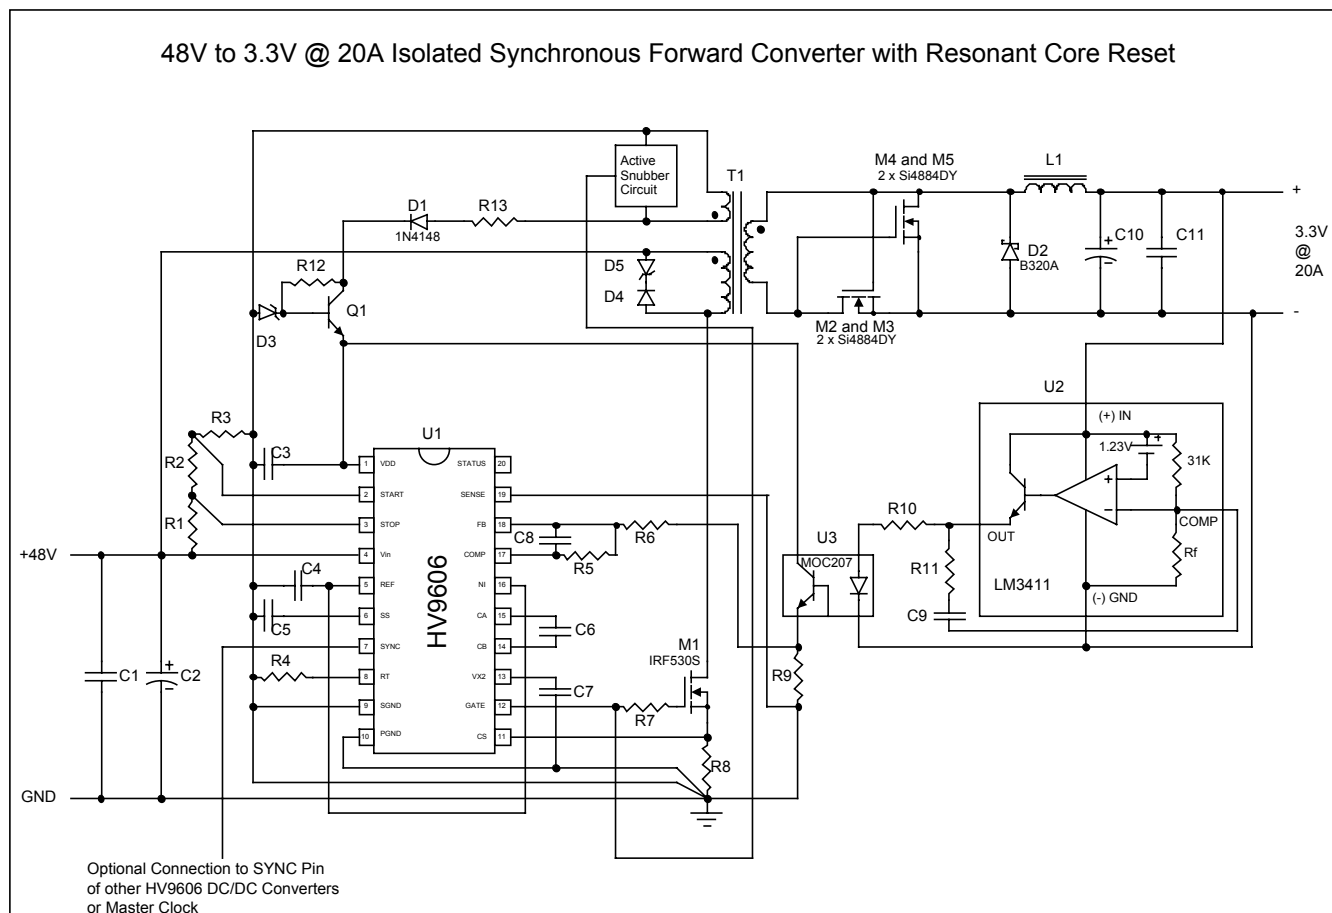 48V to 3.3V @ 20A Isolated Synchronous Forward Converter with Resonant Core Reset
Active
Snubber
Circuit
T1
M4 and M5
2 x Si4884DY
L1
+
D1
1N4148
R13
R12
D5
D4
D2
B320A
+
C10
-
C11
3.3V
@
20A
Q1
D3
M2 and M3
2 x Si4884DY
-
U2
R3
U1
(+) IN
C3
1.23V
+
31K
R2
1
VDD
STATUS
20
2
START
SENSE
19
R1
3
STOP
FB
18
C8
R6
R10
+
-
COMP
OUT
+48V
4
Vin
COMP
17
R5
U3
MOC207
Rf
C4
5
REF
NI
16
R11
LM3411
(-) GND
C5
6
SS
CA
15
C6
C9
7
SYNC
CB
14
M1
IRF530S
C1
+
C2
-
R4
8
RT
VX2
13
C7
R9
9
SGND
GATE
12
R7
10
PGND
CS
11
R8
HV9606
GND
Optional Connection to SYNC Pin
of other HV9606 DC/DC Converters
or Master Clock